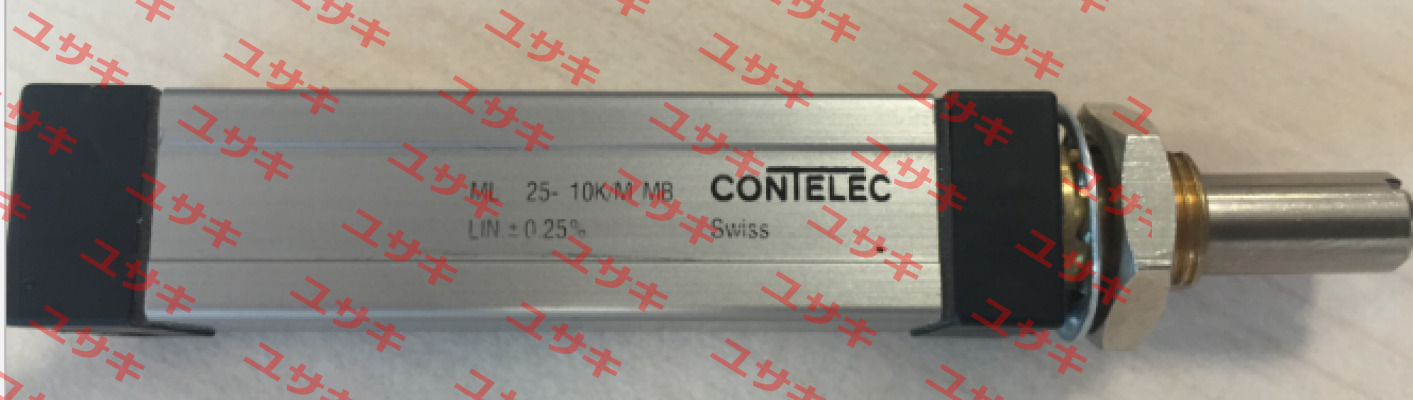 ML 25- 10K/M MB
LIN. ± 0.25%
CONTELEC
Swiss
ユサキ